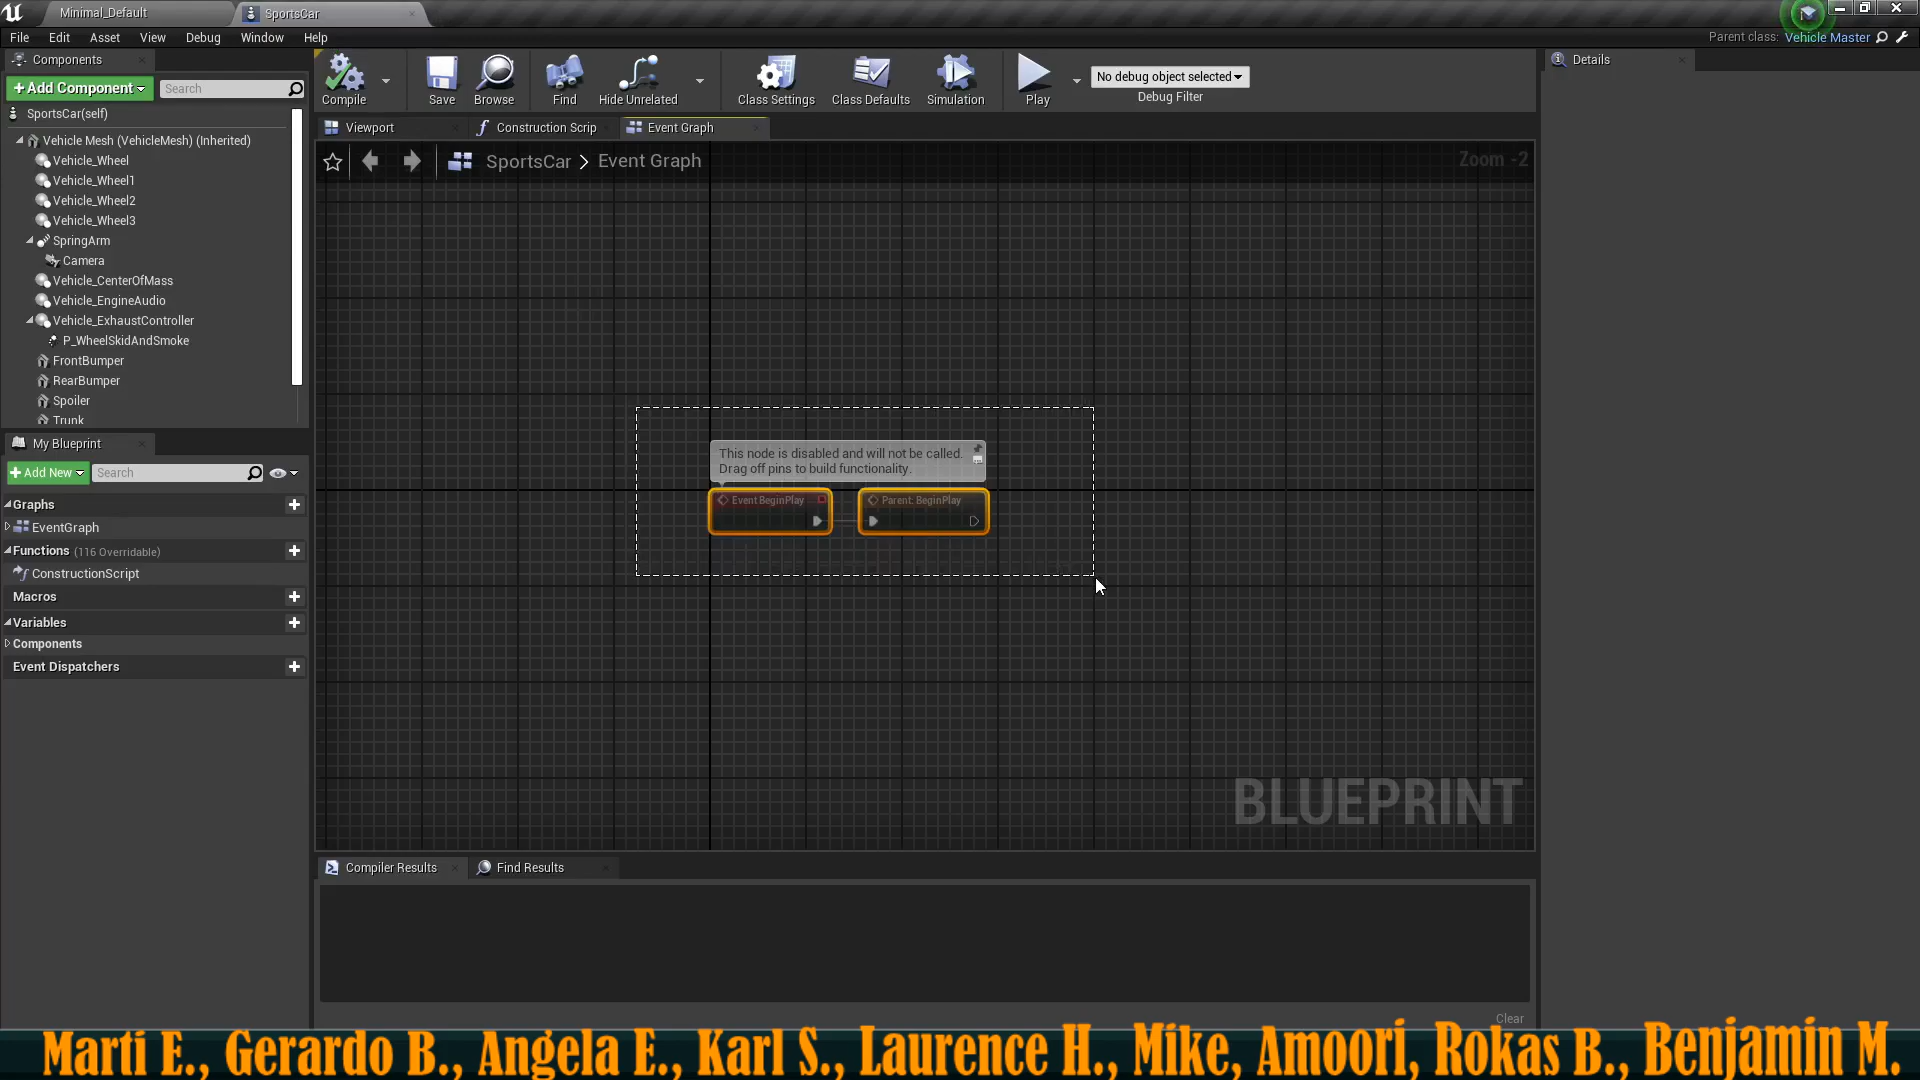 Minimal_Default
SportsCar
File Edit Asset View Debug Window Help
Parent class: Vehicle Master
Components
+Add Component
Search
SportsCar(self)
Vehicle Mesh (VehicleMesh) (Inherited)
Vehicle_Wheel
Vehicle_Wheel1
Vehicle_Wheel2
Vehicle_Wheel3
SpringArm
Camera
Vehicle_CenterOfMass
Vehicle_EngineAudio
Vehicle_ExhaustController
P_WheelSkidAndSmoke
FrontBumper
RearBumper
Spoiler
Trunk
My Blueprint
+Add New
Search
Graphs
EventGraph
Functions (116 Overridable)
ConstructionScript
Macros
Variables
Components
Event Dispatchers
Compile
Save
Browse
Find
Hide Unrelated
Class Settings
Class Defaults
Simulation
Play
No debug object selected
Debug Filter
Viewport
Construction Scrip
Event Graph
SportsCar > Event Graph
Zoom -2
This node is disabled and will not be called.
Drag off pins to build functionality.
Event BeginPlay
Parent: BeginPlay
BLUEPRINT
Compiler Results
Find Results
Clear
Details
Marti E., Gerardo B., Angela E., Karl S., Laurence H., Mike, Amoori, Rokas B., Benjamin M.